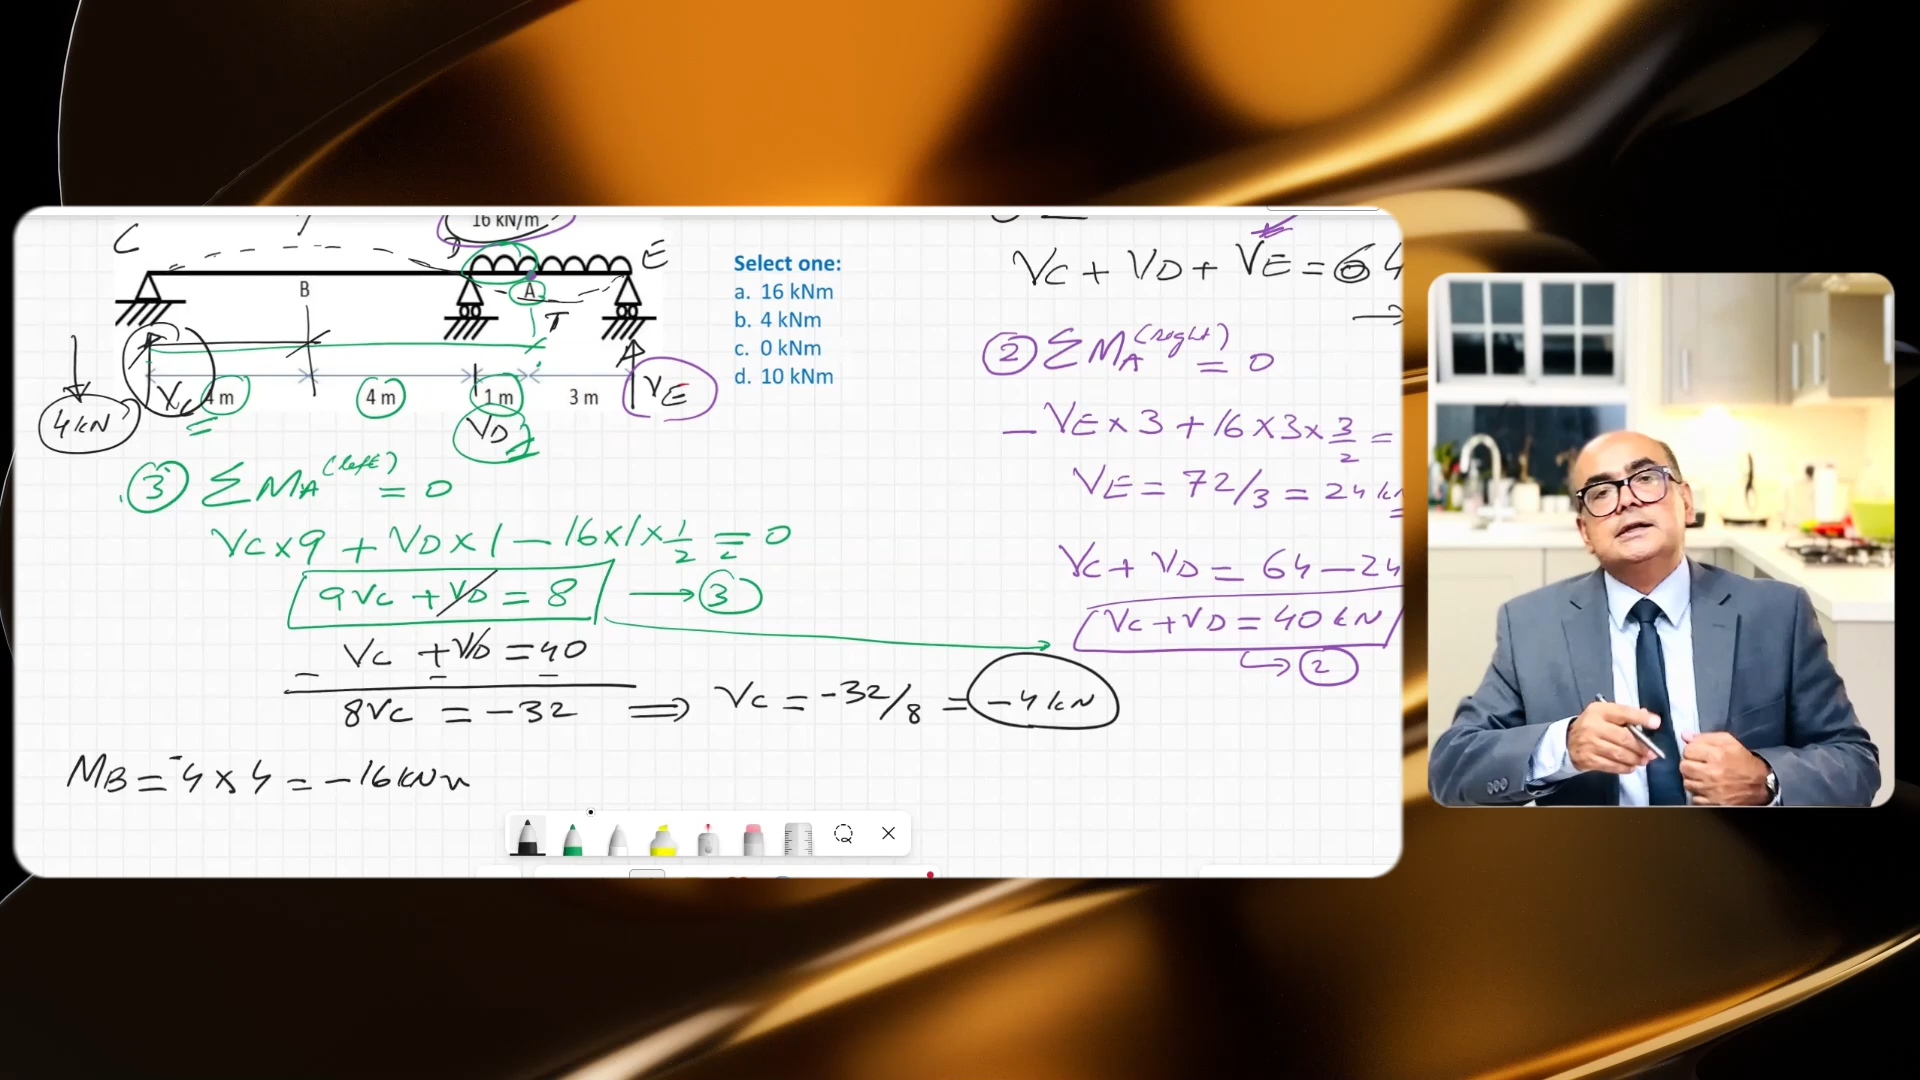 16 kN/m
C
D
E
B
A
T
VC
4 m
4 m
1 m
3 m
VE
4 kN
VD
Select one:
a. 16 kNm
b. 4 kNm
c. 0 kNm
d. 10 kNm
③ ΣMA (left) = 0
VC×9 + VD×1 – 16×1×1/2 = 0
9VC + VD = 8 → ③
VC + VD = 40
8VC = -32 ⇒ VC = -32/8 = -4 kN
MB = -4 × 4 = -16 kNm
VC + VD + VE = 64
② ΣMA (right) = 0
– VE × 3 + 16×3×3/2 =
VE = 72/3 = 24 kN
VC + VD = 64 – 24
VC + VD = 40 kN
↪ ②